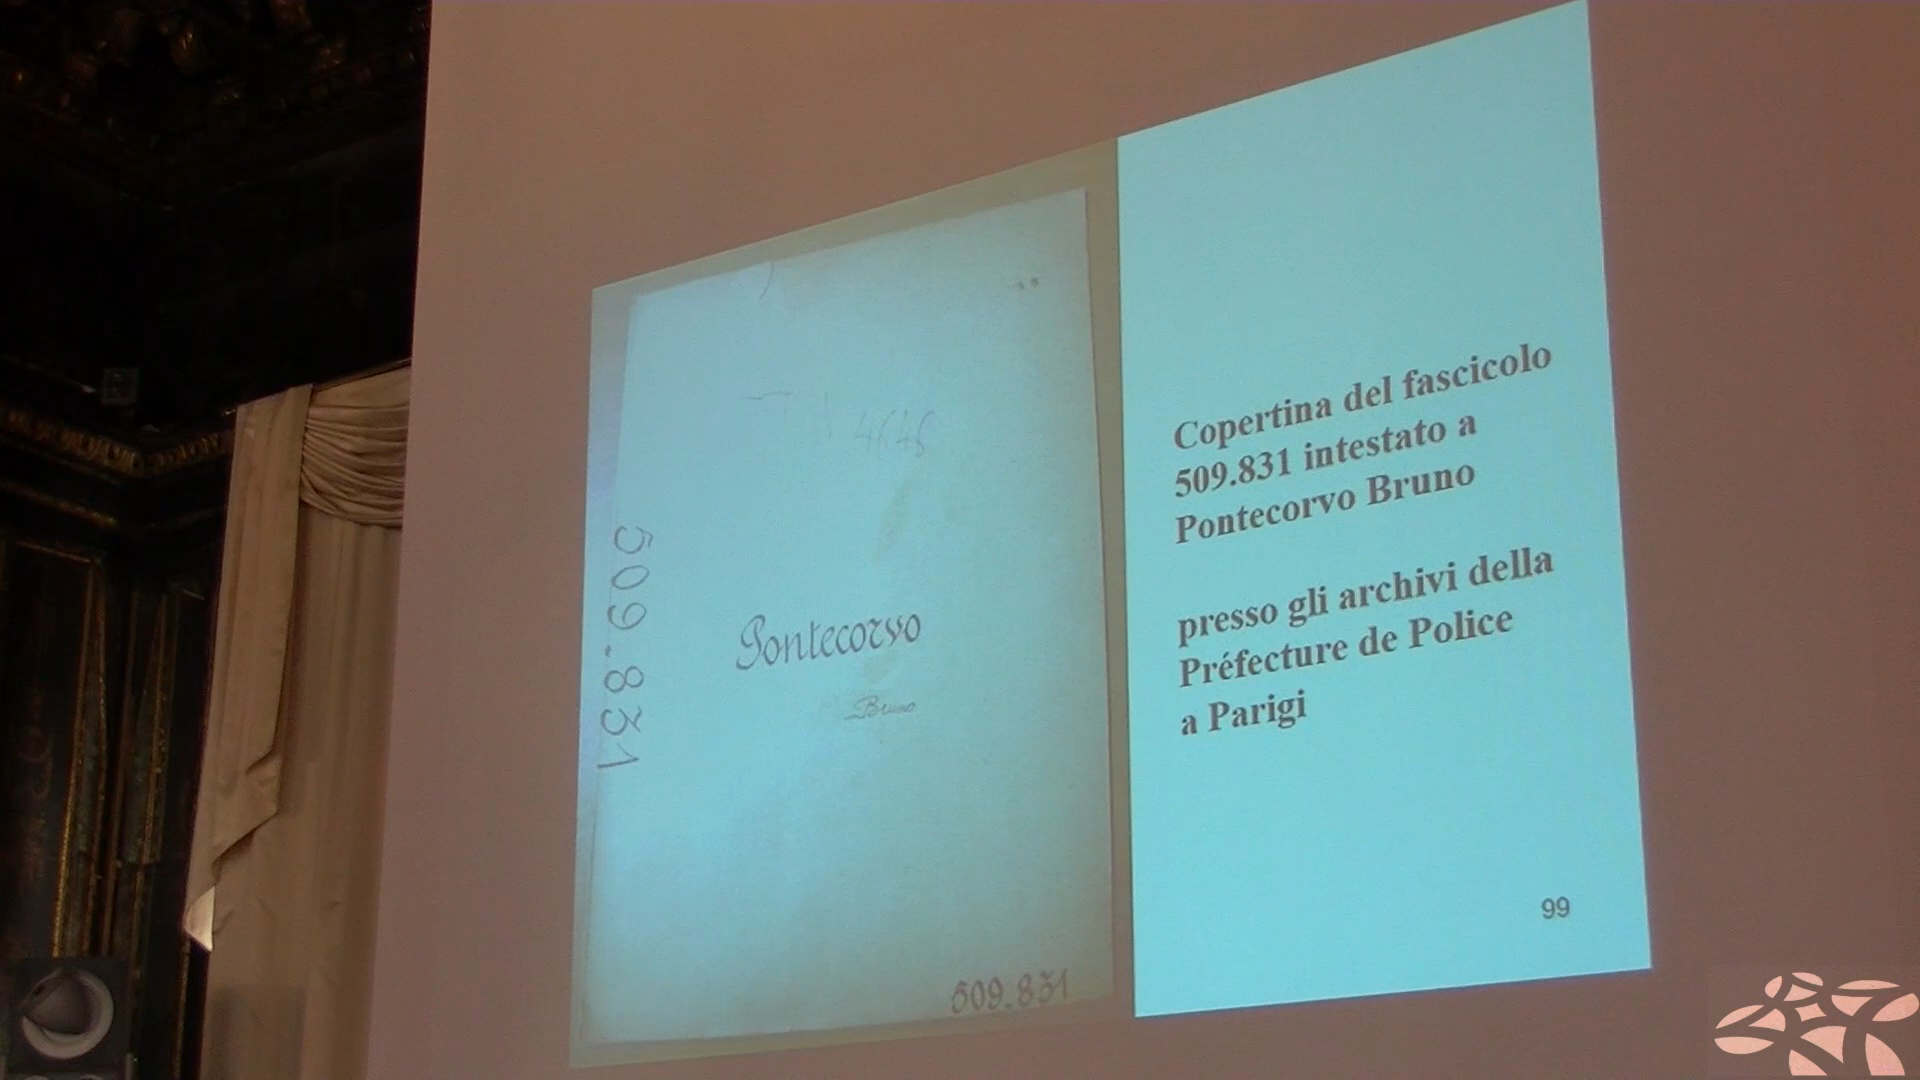 509.831
Pontecorvo
Bruno
509.831
Copertina del fascicolo
509.831 intestato a
Pontecorvo Bruno
presso gli archivi della
Préfecture de Police
a Parigi
99